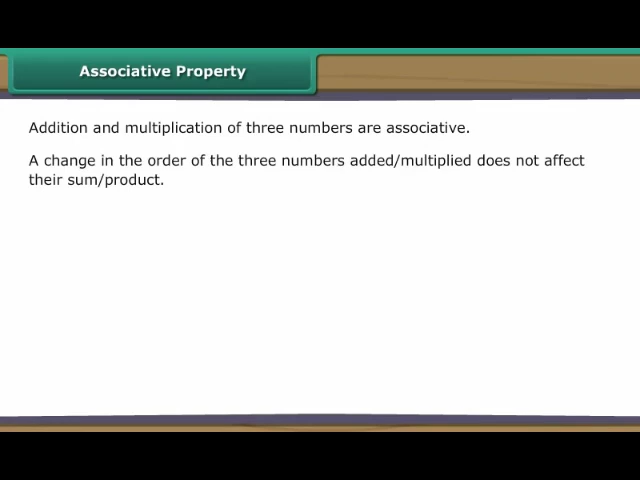 Associative Property
Addition and multiplication of three numbers are associative.
A change in the order of the three numbers added/multiplied does not affect
their sum/product.